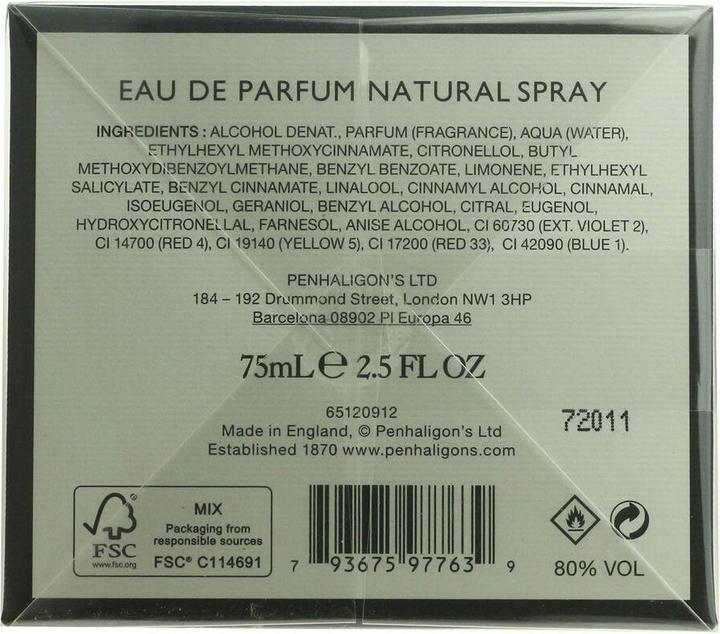 EAU DE PARFUM NATURAL SPRAY
INGREDIENTS : ALCOHOL DENAT., PARFUM (FRAGRANCE), AQUA (WATER),
ETHYLHEXYL METHOXYCINNAMATE, CITRONELLOL, BUTYL
METHOXYDIBENZOYLMETHANE, BENZYL BENZOATE, LIMONENE, ETHYLHEXYL
SALICYLATE, BENZYL CINNAMATE, LINALOOL, CINNAMYL ALCOHOL, CINNAMAL,
ISOEUGENOL, GERANIOL, BENZYL ALCOHOL, CITRAL, EUGENOL,
HYDROXYCITRONELLAL, FARNESOL, ANISE ALCOHOL, CI 60730 (EXT. VIOLET 2),
CI 14700 (RED 4), CI 19140 (YELLOW 5), CI 17200 (RED 33), CI 42090 (BLUE 1).
PENHALIGON'S LTD
184 – 192 Drummond Street, London NW1 3HP
Barcelona 08902 Pl Europa 46
75mL ℮ 2.5 FL OZ
65120912
Made in England, © Penhaligon's Ltd
Established 1870 www.penhaligons.com
72011
FSC
www.fsc.org
MIX
Packaging from
responsible sources
FSC® C114691
7 93675 97763 9
80% VOL